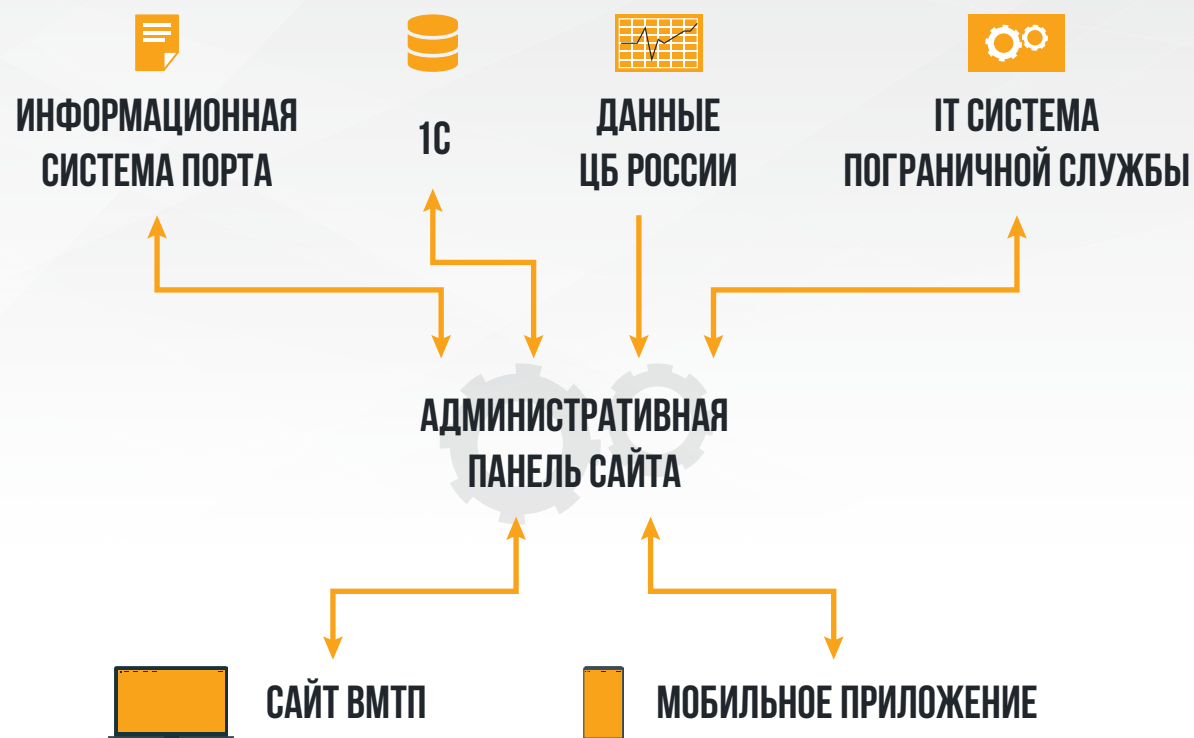 ИНФОРМАЦИОННАЯ
СИСТЕМА ПОРТА
1С
ДАННЫЕ
ЦБ РОССИИ
IT СИСТЕМА
ПОГРАНИЧНОЙ СЛУЖБЫ
АДМИНИСТРАТИВНАЯ
ПАНЕЛЬ САЙТА
САЙТ ВМТП
МОБИЛЬНОЕ ПРИЛОЖЕНИЕ